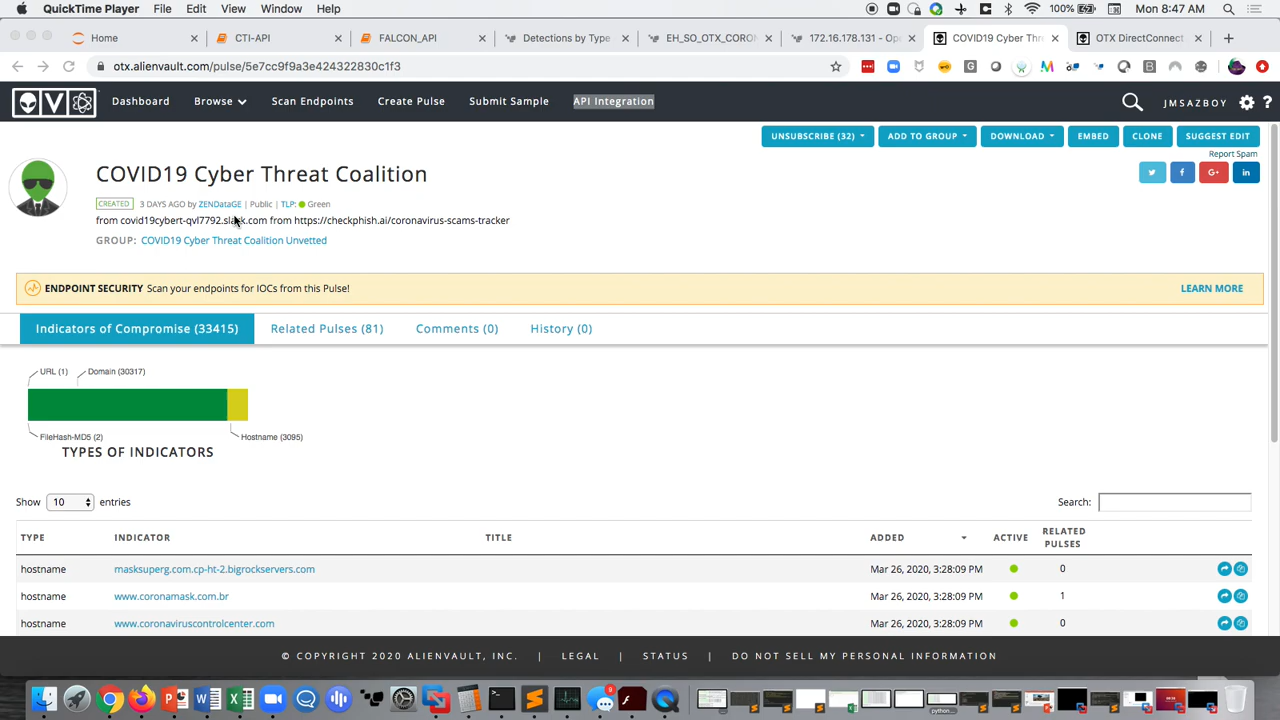 QuickTime Player File Edit View Window Help 100% Mon 8:47 AM
Home CTI-API FALCON_API Detections by Type EH_SO_OTX_CORON 172.16.178.131 - Ope COVID19 Cyber Thre OTX DirectConnect
otx.alienvault.com/pulse/5e7cc9f9a3e424322830c1f3
Dashboard Browse Scan Endpoints Create Pulse Submit Sample API Integration JMSAZBOY ?
UNSUBSCRIBE (32) ADD TO GROUP DOWNLOAD EMBED CLONE SUGGEST EDIT
Report Spam
COVID19 Cyber Threat Coalition
CREATED 3 DAYS AGO by ZENDataGE | Public | TLP: Green
from covid19cybert-qvl7792.slack.com from https://checkphish.ai/coronavirus-scams-tracker
GROUP: COVID19 Cyber Threat Coalition Unvetted
ENDPOINT SECURITY Scan your endpoints for IOCs from this Pulse! LEARN MORE
Indicators of Compromise (33415) Related Pulses (81) Comments (0) History (0)
URL (1) Domain (30317)
FileHash-MD5 (2) Hostname (3095)
TYPES OF INDICATORS
Show 10 entries Search:
TYPE INDICATOR TITLE ADDED ACTIVE RELATED PULSES
hostname masksuperg.com.cp-ht-2.bigrockservers.com Mar 26, 2020, 3:28:09 PM 0
hostname www.coronamask.com.br Mar 26, 2020, 3:28:09 PM 1
hostname www.coronaviruscontrolcenter.com Mar 26, 2020, 3:28:09 PM 0
© COPYRIGHT 2020 ALIENVAULT, INC. | LEGAL | STATUS | DO NOT SELL MY PERSONAL INFORMATION